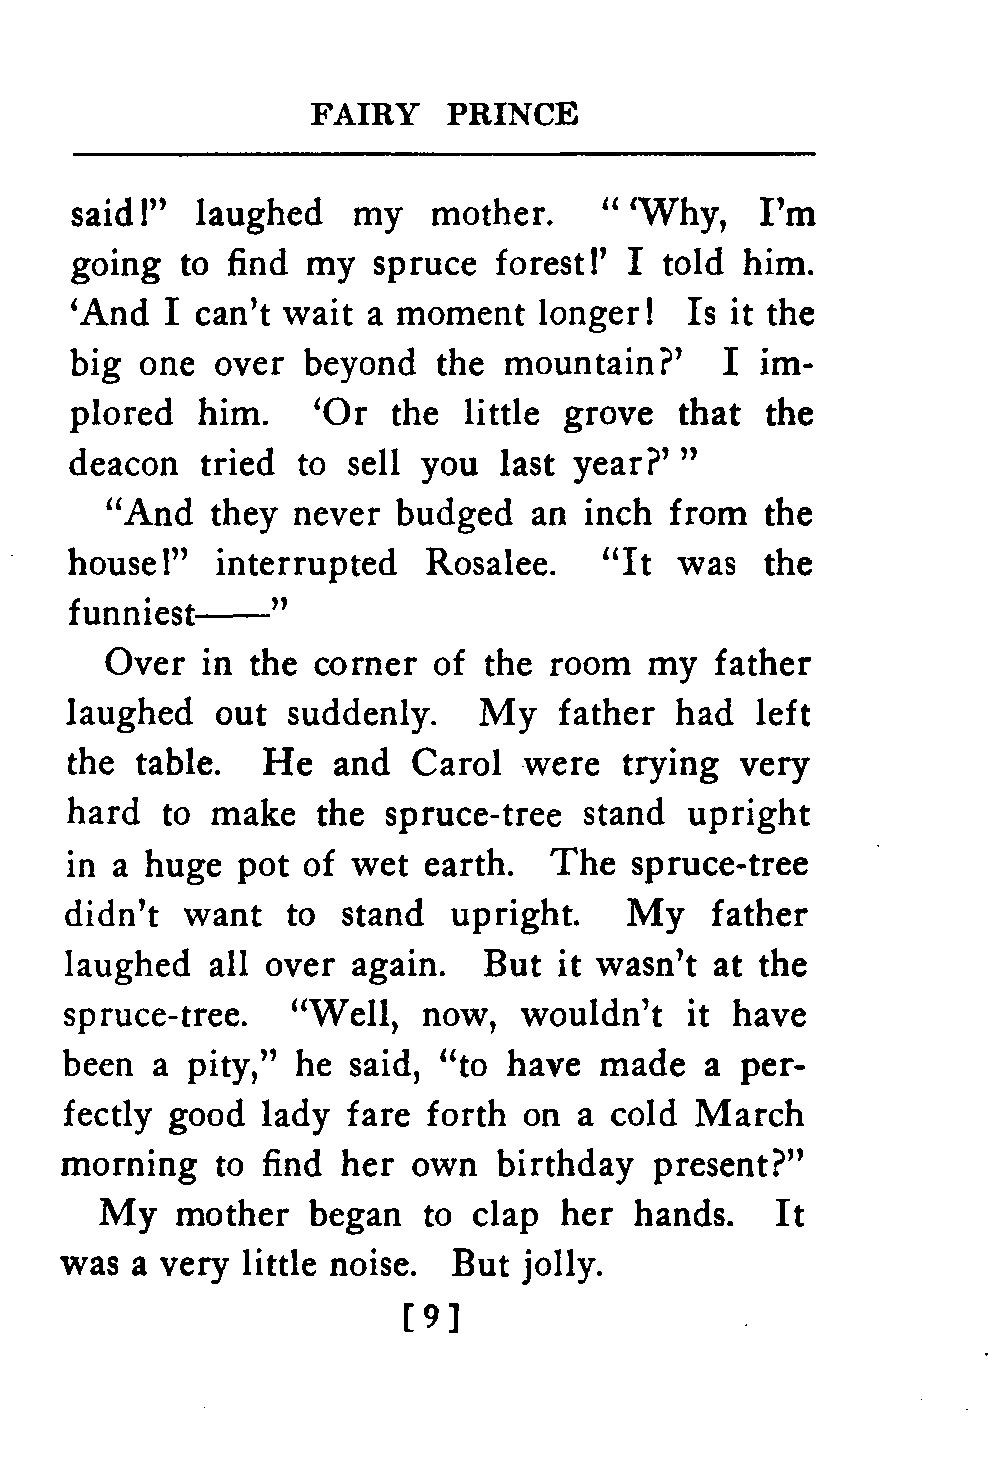 FAIRY PRINCE
said!” laughed my mother. “ ‘Why, I’m
going to find my spruce forest!’ I told him.
‘And I can’t wait a moment longer! Is it the
big one over beyond the mountain?’ I im-
plored him. ‘Or the little grove that the
deacon tried to sell you last year?’ ”
“And they never budged an inch from the
house!” interrupted Rosalee. “It was the
funniest——”
Over in the corner of the room my father
laughed out suddenly. My father had left
the table. He and Carol were trying very
hard to make the spruce-tree stand upright
in a huge pot of wet earth. The spruce-tree
didn’t want to stand upright. My father
laughed all over again. But it wasn’t at the
spruce-tree. “Well, now, wouldn’t it have
been a pity,” he said, “to have made a per-
fectly good lady fare forth on a cold March
morning to find her own birthday present?”
My mother began to clap her hands. It
was a very little noise. But jolly.
[ 9 ]